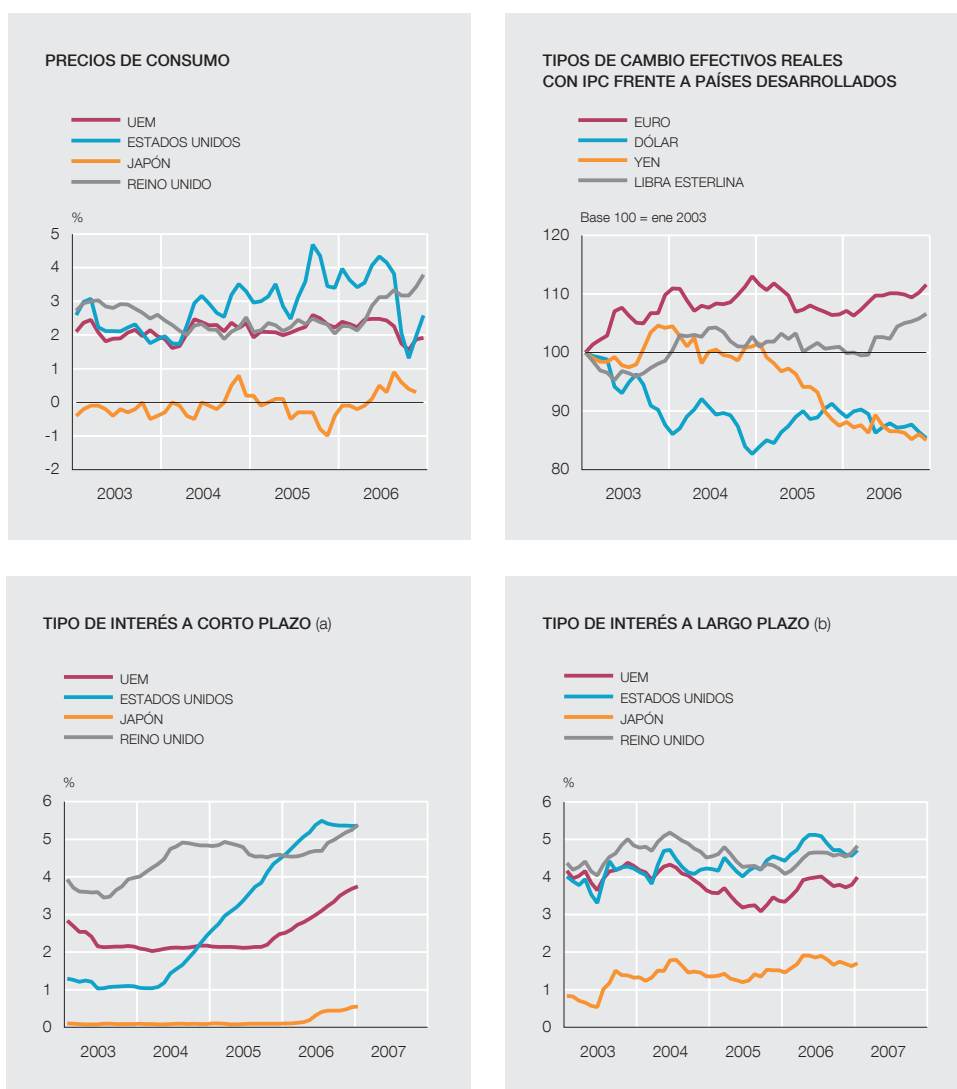 PRECIOS DE CONSUMO
UEM
ESTADOS UNIDOS
JAPÓN
REINO UNIDO
%
5
4
3
2
1
0
-1
-2
2003 2004 2005 2006
TIPOS DE CAMBIO EFECTIVOS REALES
CON IPC FRENTE A PAÍSES DESARROLLADOS
EURO
DÓLAR
YEN
LIBRA ESTERLINA
Base 100 = ene 2003
120
110
100
90
80
2003 2004 2005 2006
TIPO DE INTERÉS A CORTO PLAZO (a)
UEM
ESTADOS UNIDOS
JAPÓN
REINO UNIDO
%
6
5
4
3
2
1
0
2003 2004 2005 2006 2007
TIPO DE INTERÉS A LARGO PLAZO (b)
UEM
ESTADOS UNIDOS
JAPÓN
REINO UNIDO
%
6
5
4
3
2
1
0
2003 2004 2005 2006 2007